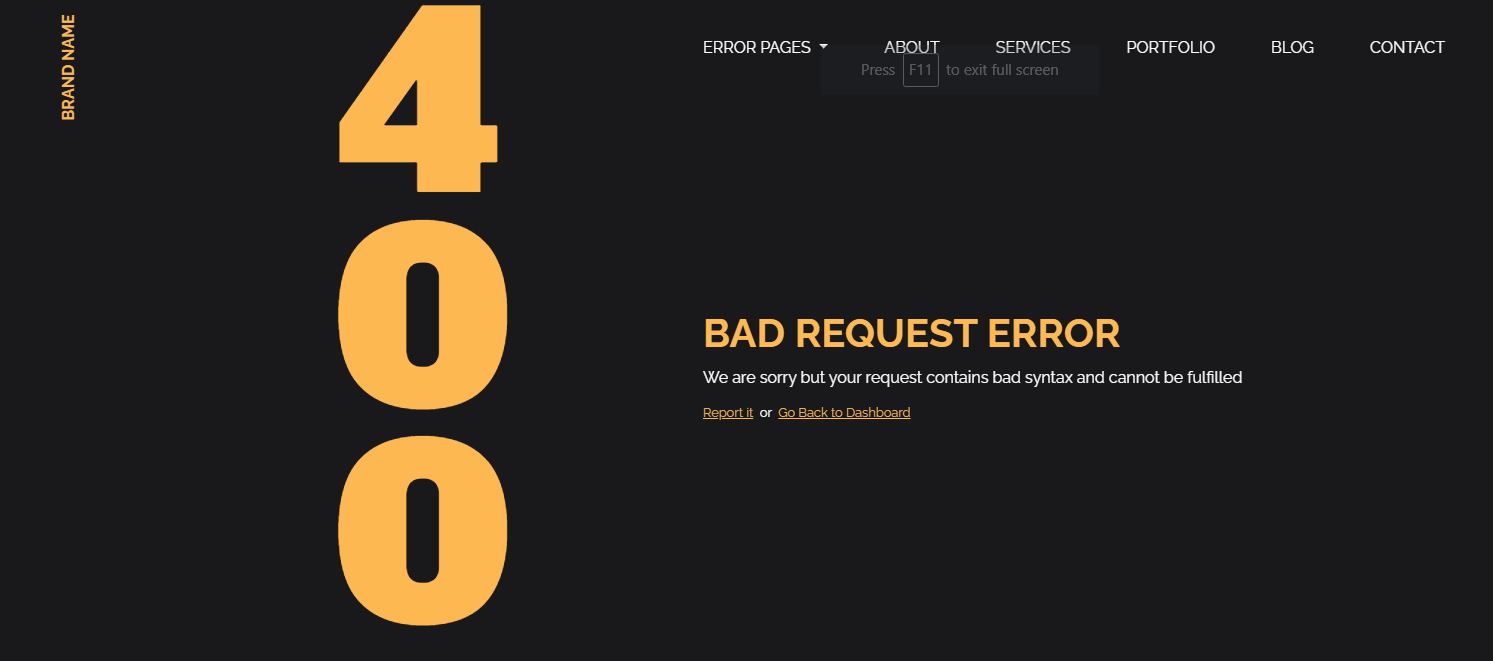 BRAND NAME
4
0
0
ERROR PAGES ABOUT SERVICES PORTFOLIO BLOG CONTACT
Press F11 to exit full screen
BAD REQUEST ERROR
We are sorry but your request contains bad syntax and cannot be fulfilled
Report it or Go Back to Dashboard